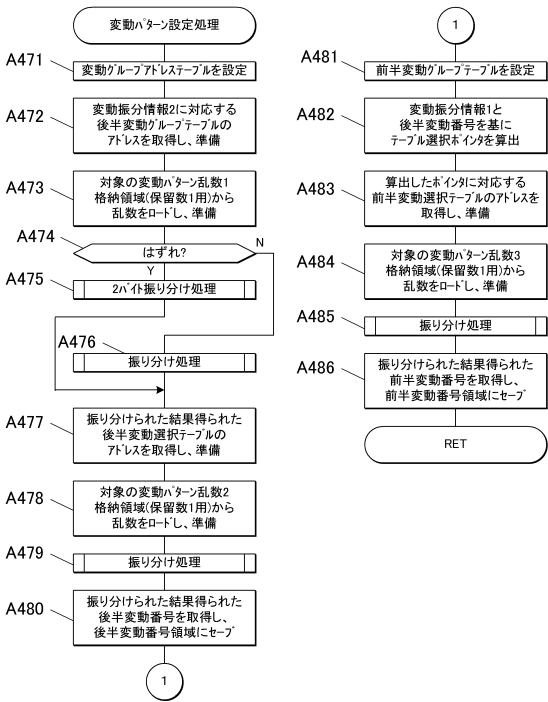 変動パターン設定処理
A471
変動グループアドレステーブルを設定
A472
変動振分情報2に対応する
後半変動グループテーブルの
アドレスを取得し、準備
A473
対象の変動パターン乱数1
格納領域(保留数1用)から
乱数をロードし、準備
A474
はずれ?
N
Y
A475
2バイト振り分け処理
A476
振り分け処理
A477
振り分けられた結果得られた
後半変動選択テーブルの
アドレスを取得し、準備
A478
対象の変動パターン乱数2
格納領域(保留数1用)から
乱数をロードし、準備
A479
振り分け処理
A480
振り分けられた結果得られた
後半変動番号を取得し、
後半変動番号領域にセーブ
1
1
A481
前半変動グループテーブルを設定
A482
変動振分情報1と
後半変動番号を基に
テーブル選択ポインタを算出
A483
算出したポインタに対応する
前半変動選択テーブルのアドレスを
取得し、準備
A484
対象の変動パターン乱数3
格納領域(保留数1用)から
乱数をロードし、準備
A485
振り分け処理
A486
振り分けられた結果得られた
前半変動番号を取得し、
前半変動番号領域にセーブ
RET